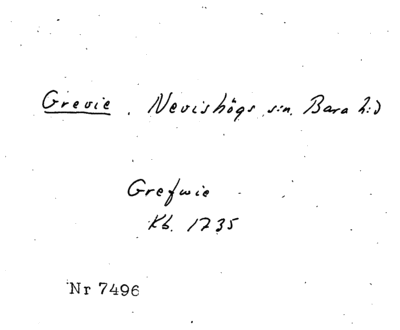 Grevie. Nevishögs s:n. Bara h:d
Grefwie
Kb. 1735
Nr 7496